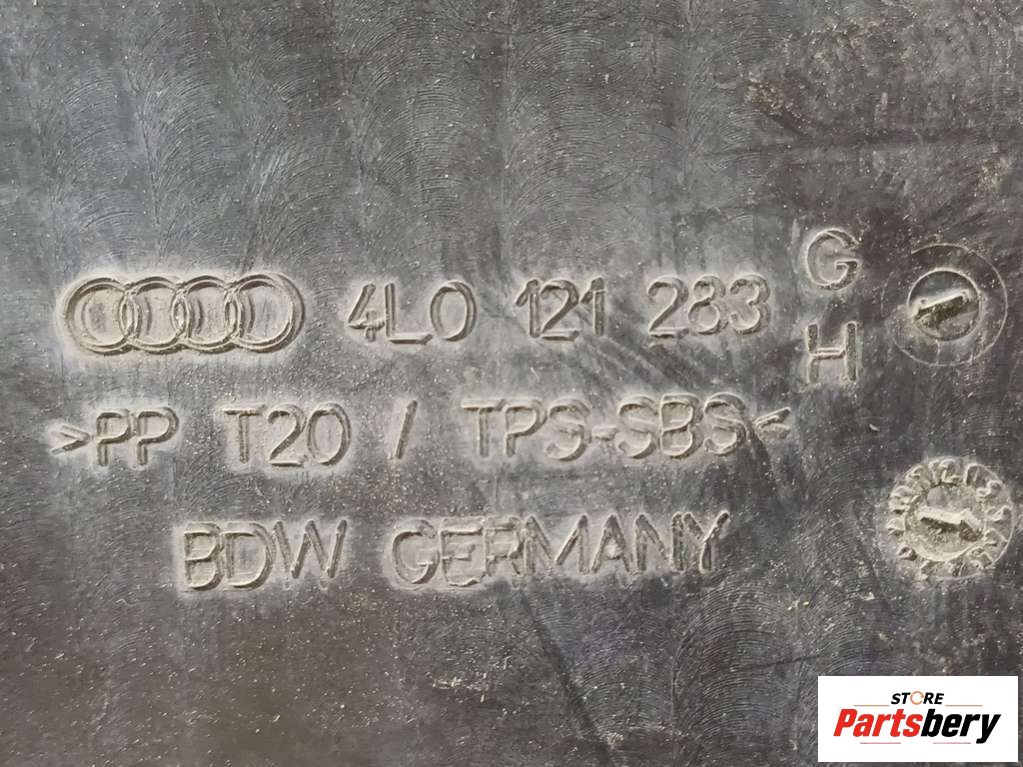 4L0 121 283 G
H
>PP T20 / TPS-SBS<
BDW GERMANY
STORE
Partsbery